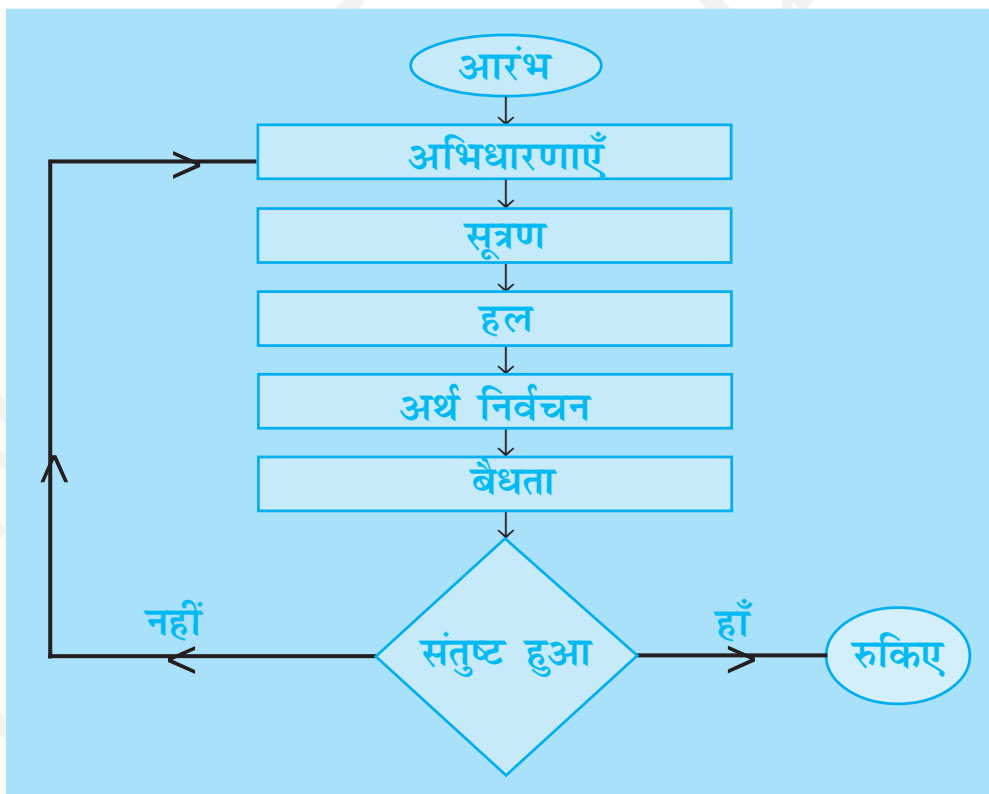 आरंभ
अभिधारणाएँ
सूत्रण
हल
अर्थ निर्वचन
बैधता
नहीं
संतुष्ट हुआ
हाँ
रुकिए